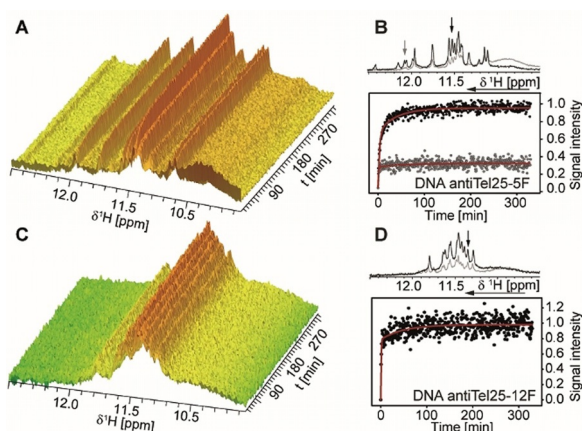 A
12.0
11.5
10.5
δ¹H [ppm]
90
180
270
t [min]
B
12.0
11.5
δ ¹H [ppm]
1.0
0.8
0.6
0.4
0.2
0.0
Signal intensity
DNA antiTel25-5F
0 100 200 300
Time [min]
C
12.0
11.5
10.5
δ¹H [ppm]
90
180
270
t [min]
D
12.0
11.5
δ ¹H [ppm]
1.2
1.0
0.8
0.6
0.4
0.2
0.0
Signal intensity
DNA antiTel25-12F
0 100 200 300
Time [min]